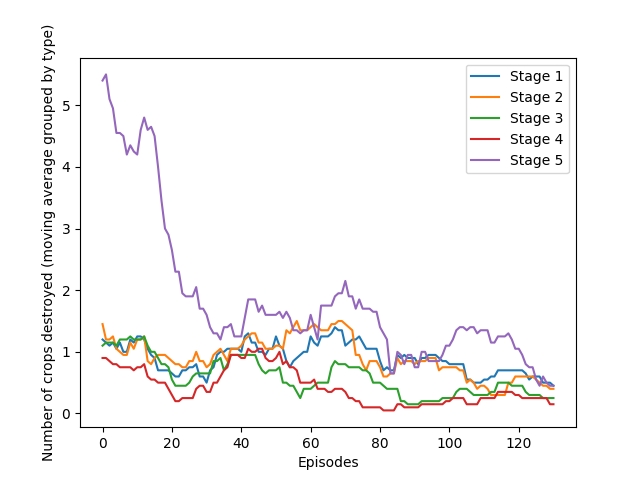 Number of crops destroyed (moving average grouped by type)
5
4
3
2
1
0
Stage 1
Stage 2
Stage 3
Stage 4
Stage 5
0 20 40 60 80 100 120
Episodes